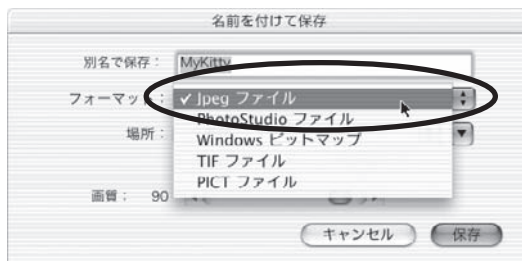 名前を付けて保存
別名で保存： MyKitty
フォーマット： ✓ Jpeg ファイル
PhotoStudio ファイル
場所： Windows ビットマップ
TIF ファイル
PICT ファイル
画質： 90
キャンセル 保存